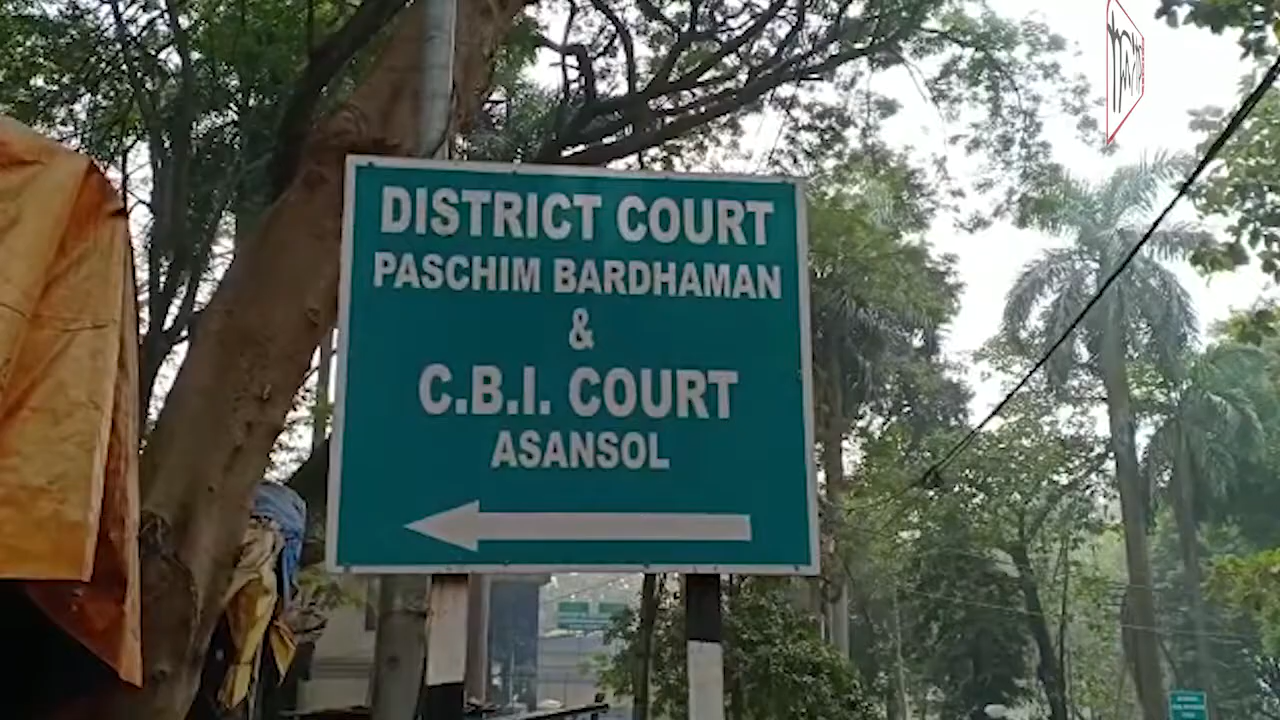 DISTRICT COURT
PASCHIM BARDHAMAN
&
C.B.I. COURT
ASANSOL